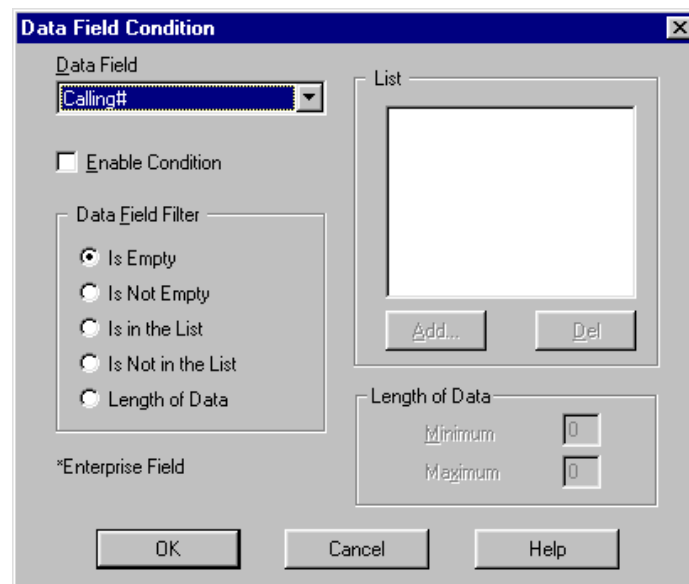 Data Field Condition
Data Field
Calling#
Enable Condition
Data Field Filter
Is Empty
Is Not Empty
Is in the List
Is Not in the List
Length of Data
*Enterprise Field
List
Add...
Del
Length of Data
Minimum
0
Maximum
0
OK
Cancel
Help